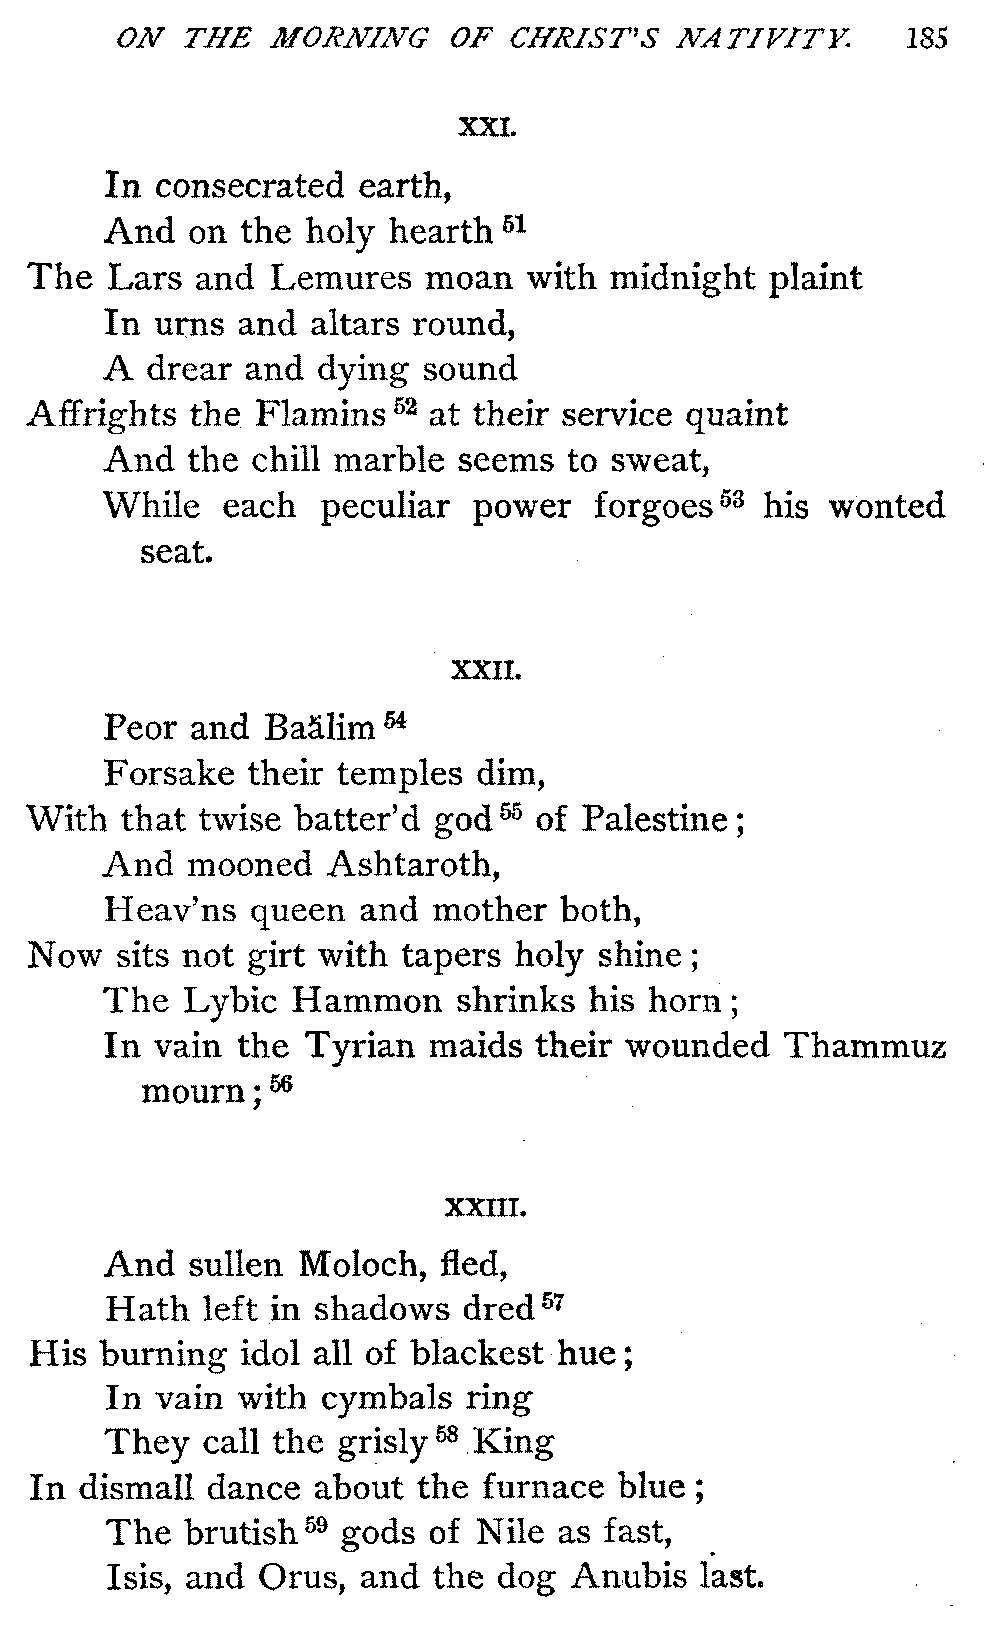 ON THE MORNING OF CHRIST'S NATIVITY. 185
XXI.
In consecrated earth,
And on the holy hearth 51
The Lars and Lemures moan with midnight plaint
In urns and altars round,
A drear and dying sound
Affrights the Flamins 52 at their service quaint
And the chill marble seems to sweat,
While each peculiar power forgoes 53 his wonted
seat.
XXII.
Peor and Baälim 54
Forsake their temples dim,
With that twise batter'd god 55 of Palestine;
And mooned Ashtaroth,
Heav'ns queen and mother both,
Now sits not girt with tapers holy shine;
The Lybic Hammon shrinks his horn;
In vain the Tyrian maids their wounded Thammuz
mourn; 56
XXIII.
And sullen Moloch, fled,
Hath left in shadows dred 57
His burning idol all of blackest hue;
In vain with cymbals ring
They call the grisly 58 King
In dismall dance about the furnace blue;
The brutish 59 gods of Nile as fast,
Isis, and Orus, and the dog Anubis last.